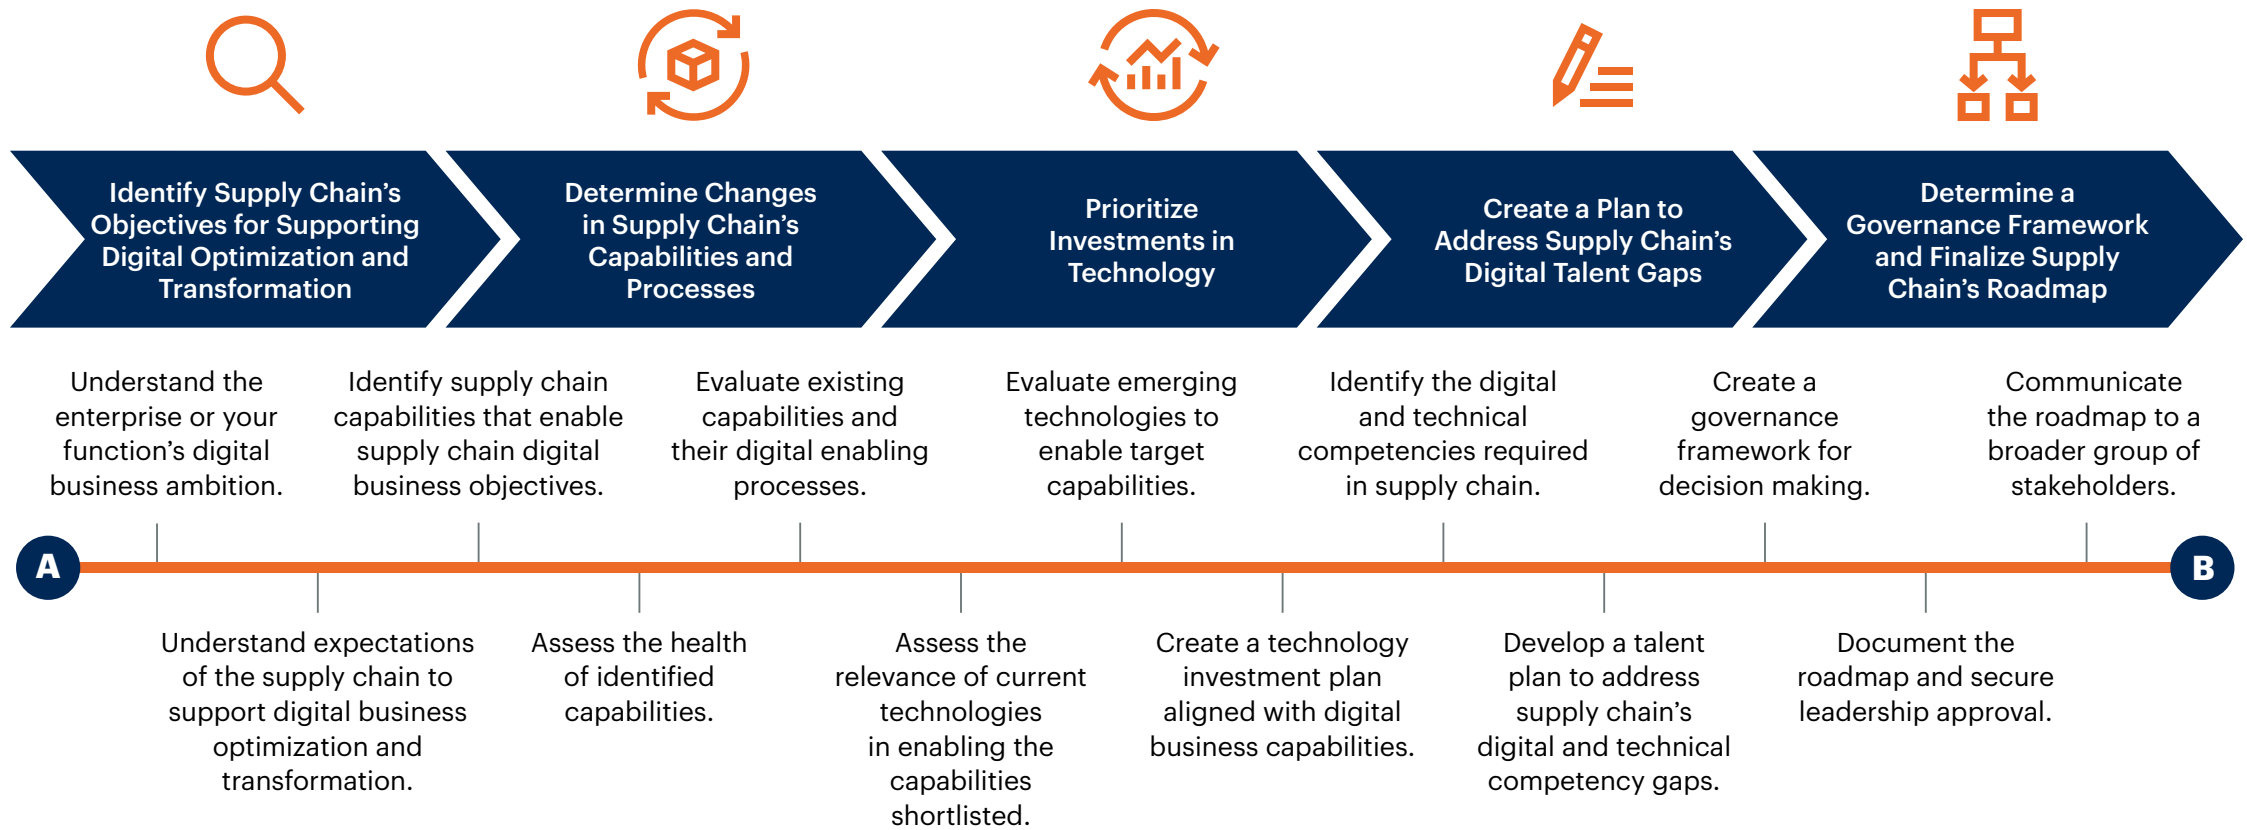 Identify Supply Chain’s
Objectives for Supporting
Digital Optimization and
Transformation
Determine Changes
in Supply Chain’s
Capabilities and
Processes
Prioritize
Investments in
Technology
Create a Plan to
Address Supply Chain’s
Digital Talent Gaps
Determine a
Governance Framework
and Finalize Supply
Chain’s Roadmap
Understand the
enterprise or your
function’s digital
business ambition.
Identify supply chain
capabilities that enable
supply chain digital
business objectives.
Evaluate existing
capabilities and
their digital enabling
processes.
Evaluate emerging
technologies to
enable target
capabilities.
Identify the digital
and technical
competencies required
in supply chain.
Create a
governance
framework for
decision making.
Communicate
the roadmap to a
broader group of
stakeholders.
A
B
Understand expectations
of the supply chain to
support digital business
optimization and
transformation.
Assess the health
of identified
capabilities.
Assess the
relevance of current
technologies
in enabling the
capabilities
shortlisted.
Create a technology
investment plan
aligned with digital
business capabilities.
Develop a talent
plan to address
supply chain’s
digital and technical
competency gaps.
Document the
roadmap and secure
leadership approval.